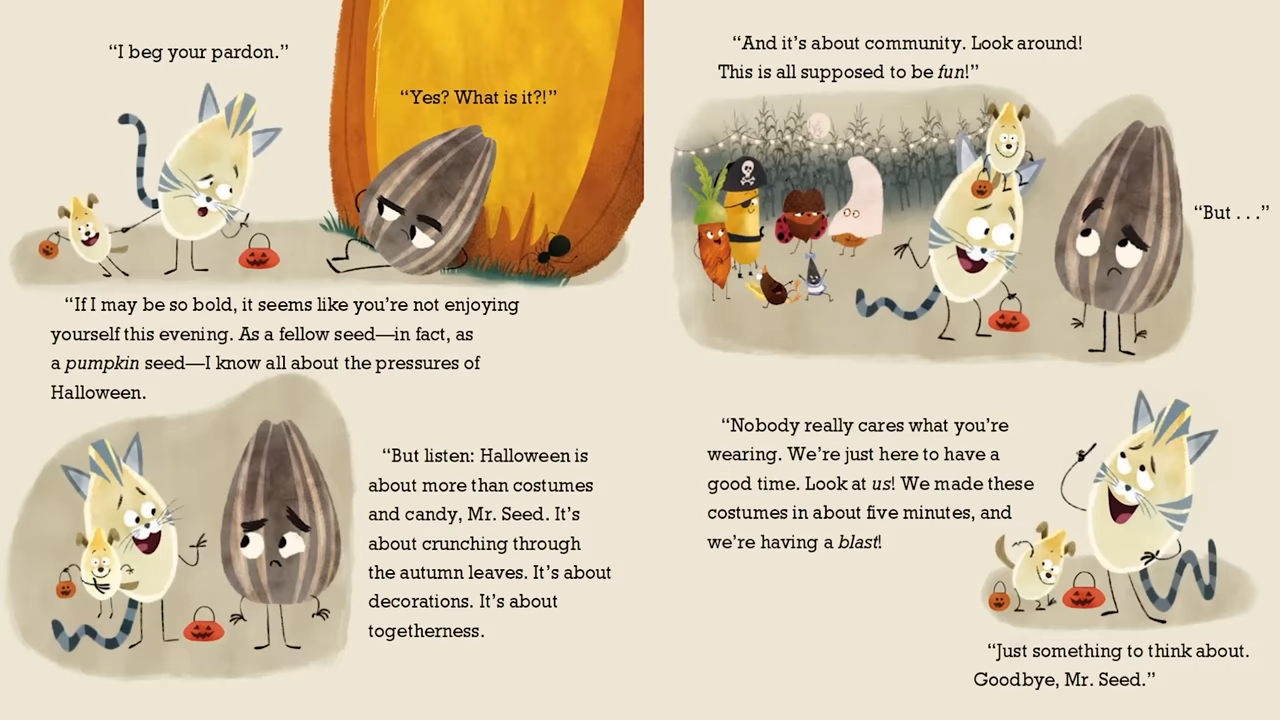 “I beg your pardon.”
“Yes? What is it?!”
“If I may be so bold, it seems like you’re not enjoying
yourself this evening. As a fellow seed—in fact, as
a pumpkin seed—I know all about the pressures of
Halloween.
“But listen: Halloween is
about more than costumes
and candy, Mr. Seed. It’s
about crunching through
the autumn leaves. It’s about
decorations. It’s about
togetherness.
“And it’s about community. Look around!
This is all supposed to be fun!”
“But . . .”
“Nobody really cares what you’re
wearing. We’re just here to have a
good time. Look at us! We made these
costumes in about five minutes, and
we’re having a blast!
“Just something to think about.
Goodbye, Mr. Seed.”